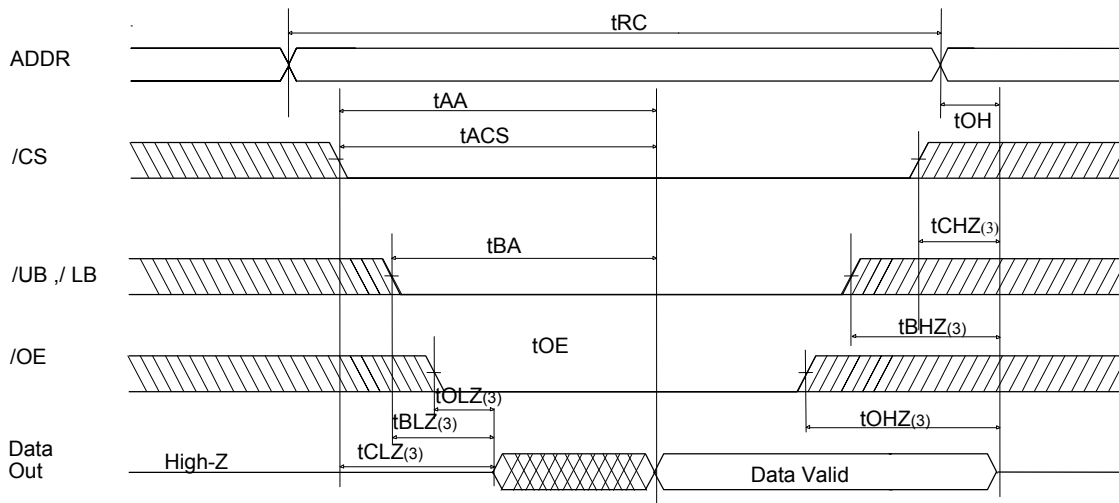 tRC
ADDR
tAA
tOH
tACS
/CS
tCHZ(3)
tBA
/UB ,/ LB
tBHZ(3)
tOE
/OE
tOLZ(3)
tBLZ(3)
tOHZ(3)
tCLZ(3)
Data
Out
High-Z
Data Valid